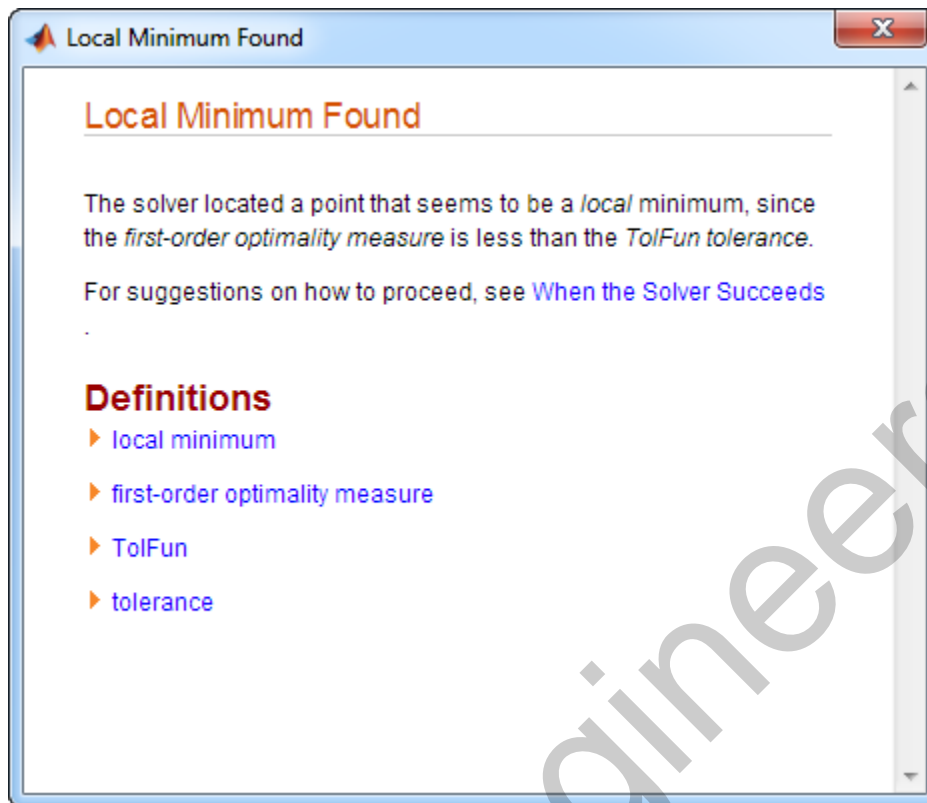 Local Minimum Found
Local Minimum Found
The solver located a point that seems to be a local minimum, since
the first-order optimality measure is less than the TolFun tolerance.
For suggestions on how to proceed, see When the Solver Succeeds
.
Definitions
local minimum
first-order optimality measure
TolFun
tolerance
gineer